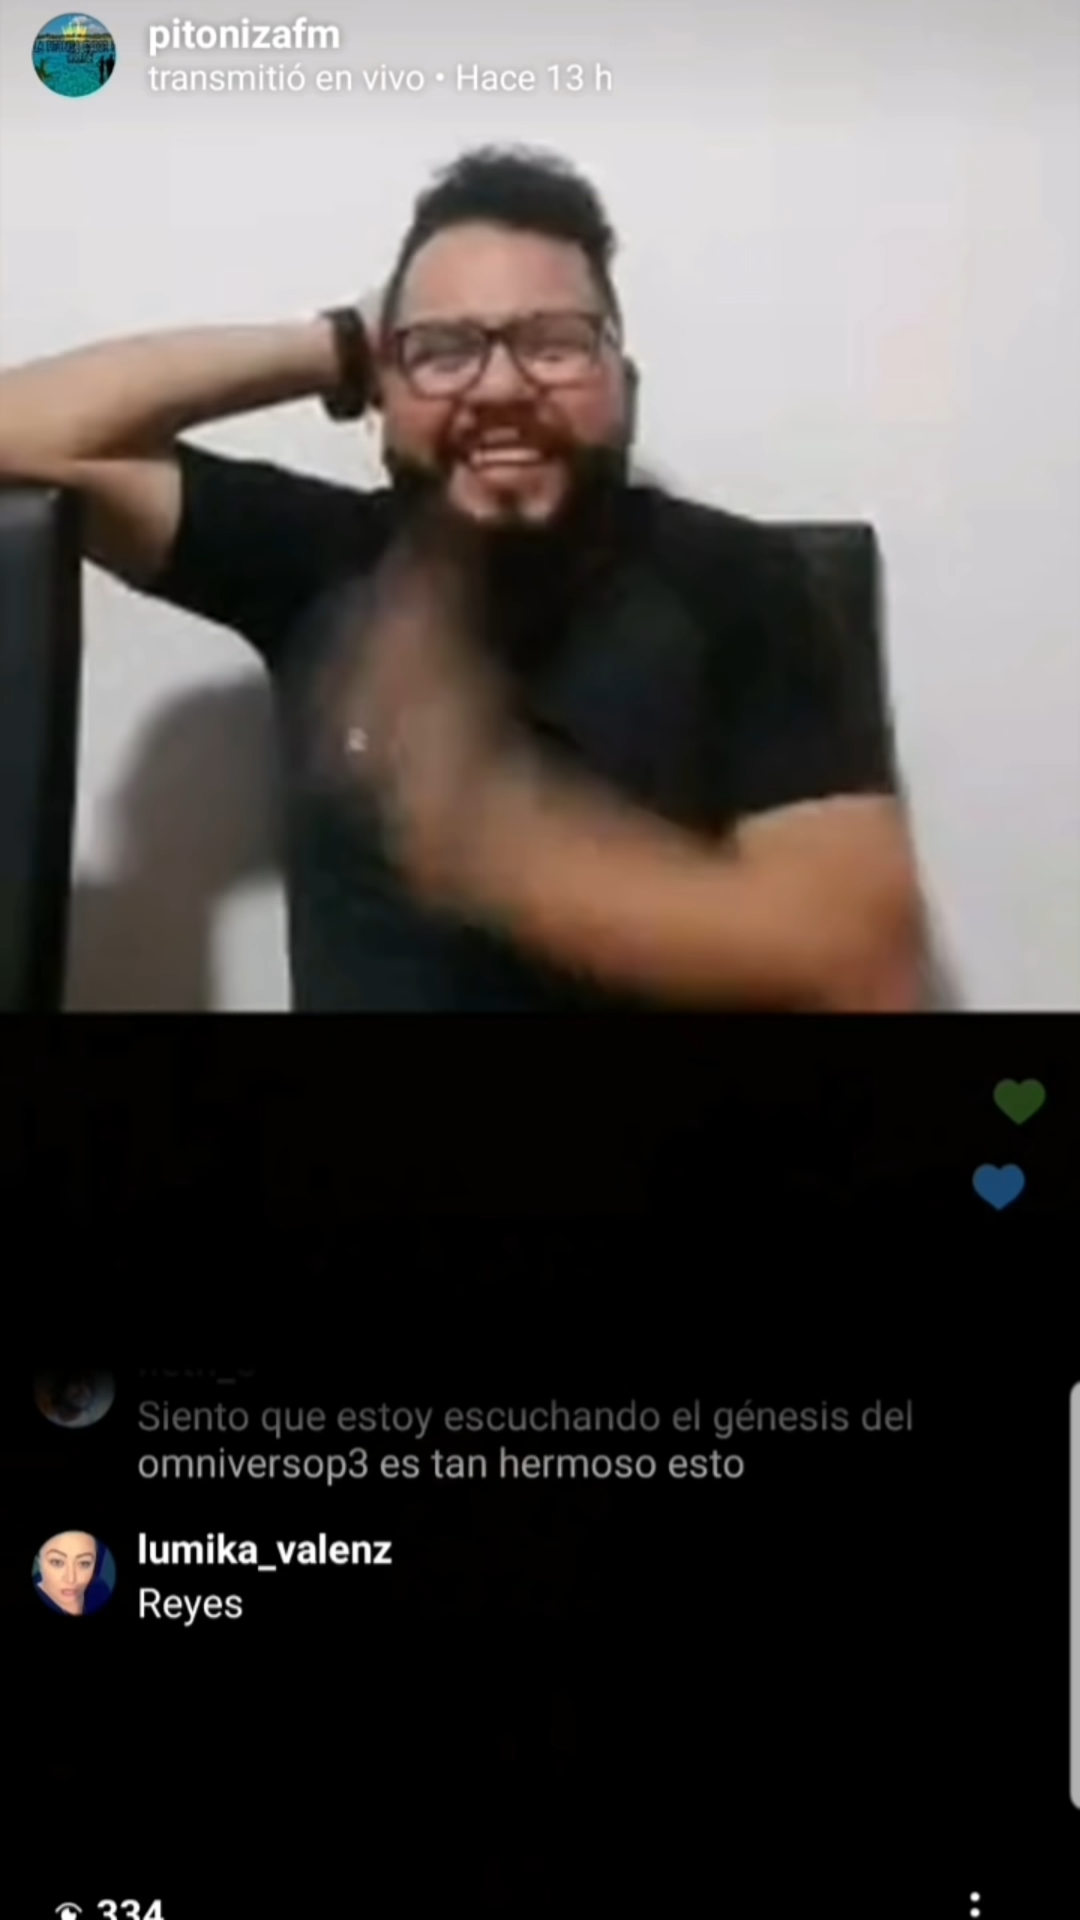 pitonizafm
transmitió en vivo • Hace 13 h
Siento que estoy escuchando el génesis del
omniversop3 es tan hermoso esto
lumika_valenz
Reyes
334